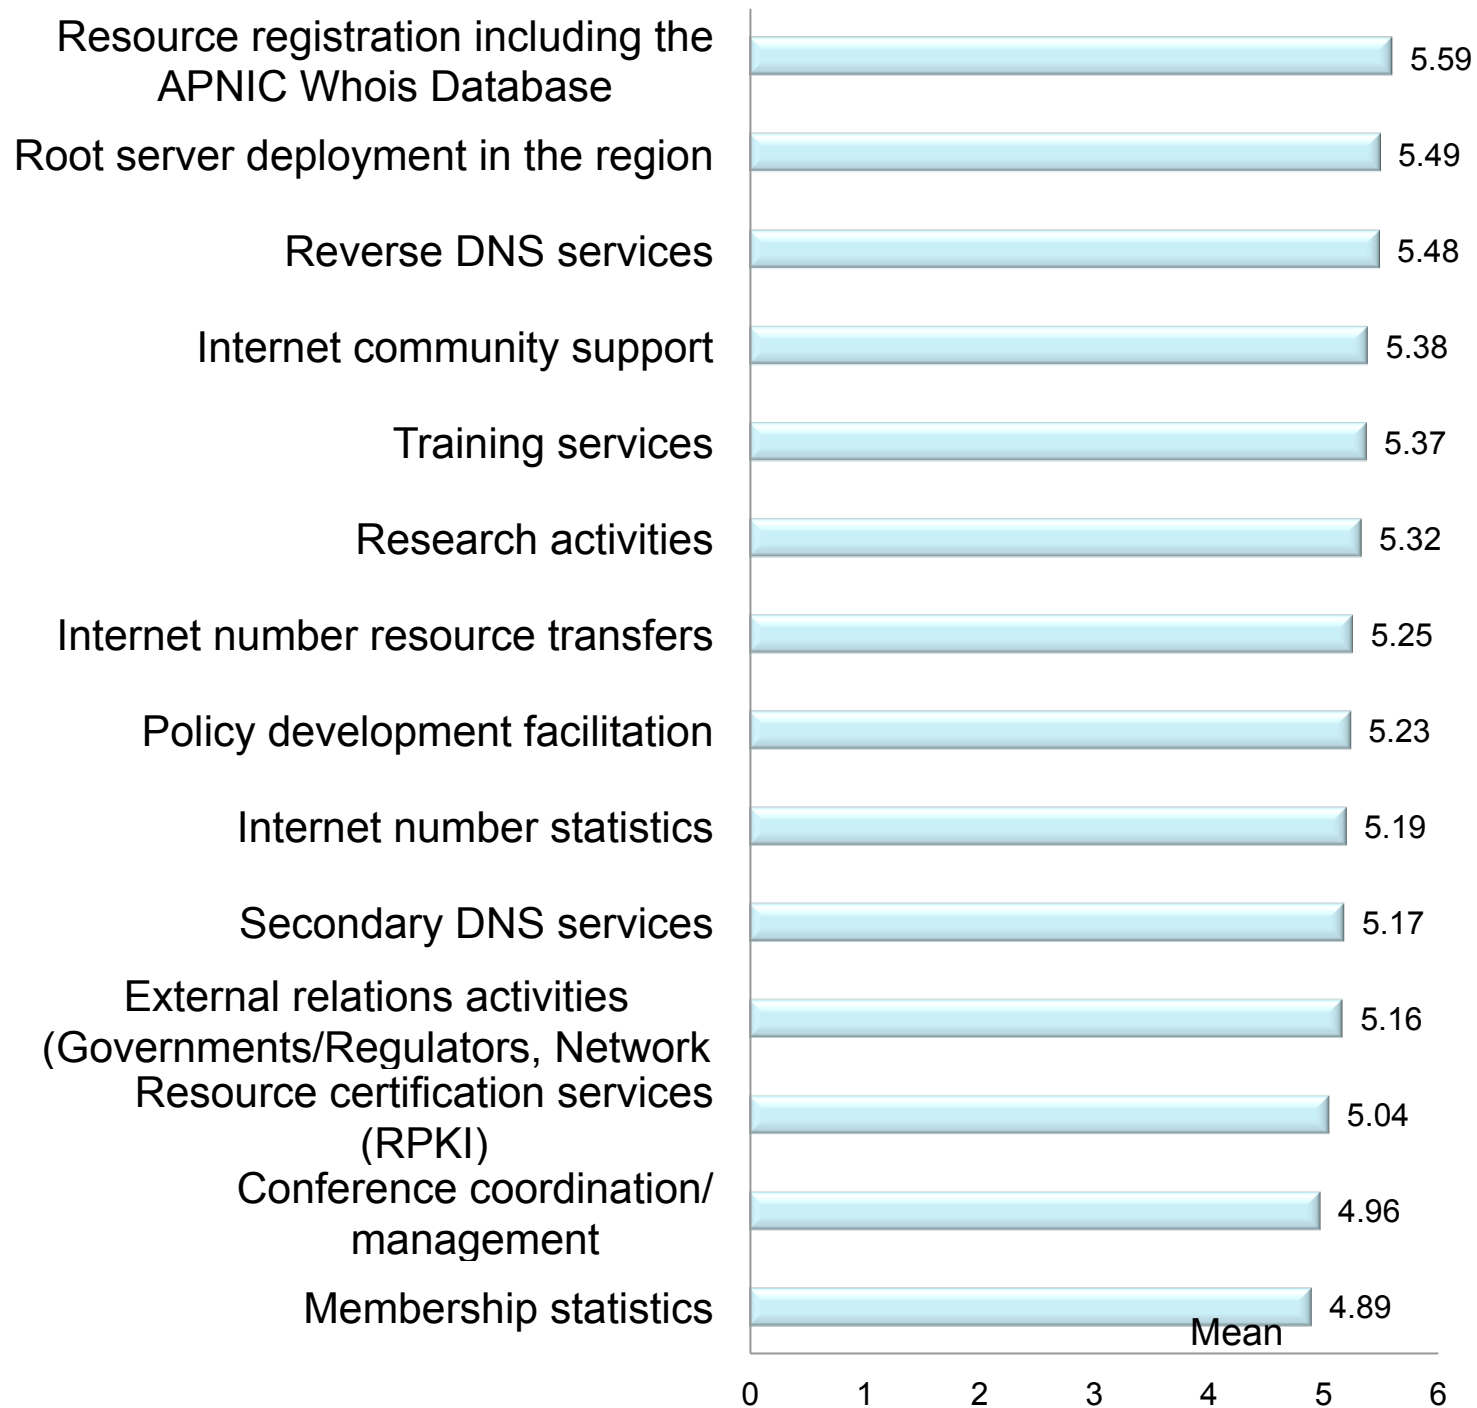 Resource registration including the
APNIC Whois Database
5.59
Root server deployment in the region
5.49
Reverse DNS services
5.48
Internet community support
5.38
Training services
5.37
Research activities
5.32
Internet number resource transfers
5.25
Policy development facilitation
5.23
Internet number statistics
5.19
Secondary DNS services
5.17
External relations activities
(Governments/Regulators, Network
5.16
Resource certification services
(RPKI)
5.04
Conference coordination/
management
4.96
Membership statistics
4.89
Mean
0 1 2 3 4 5 6